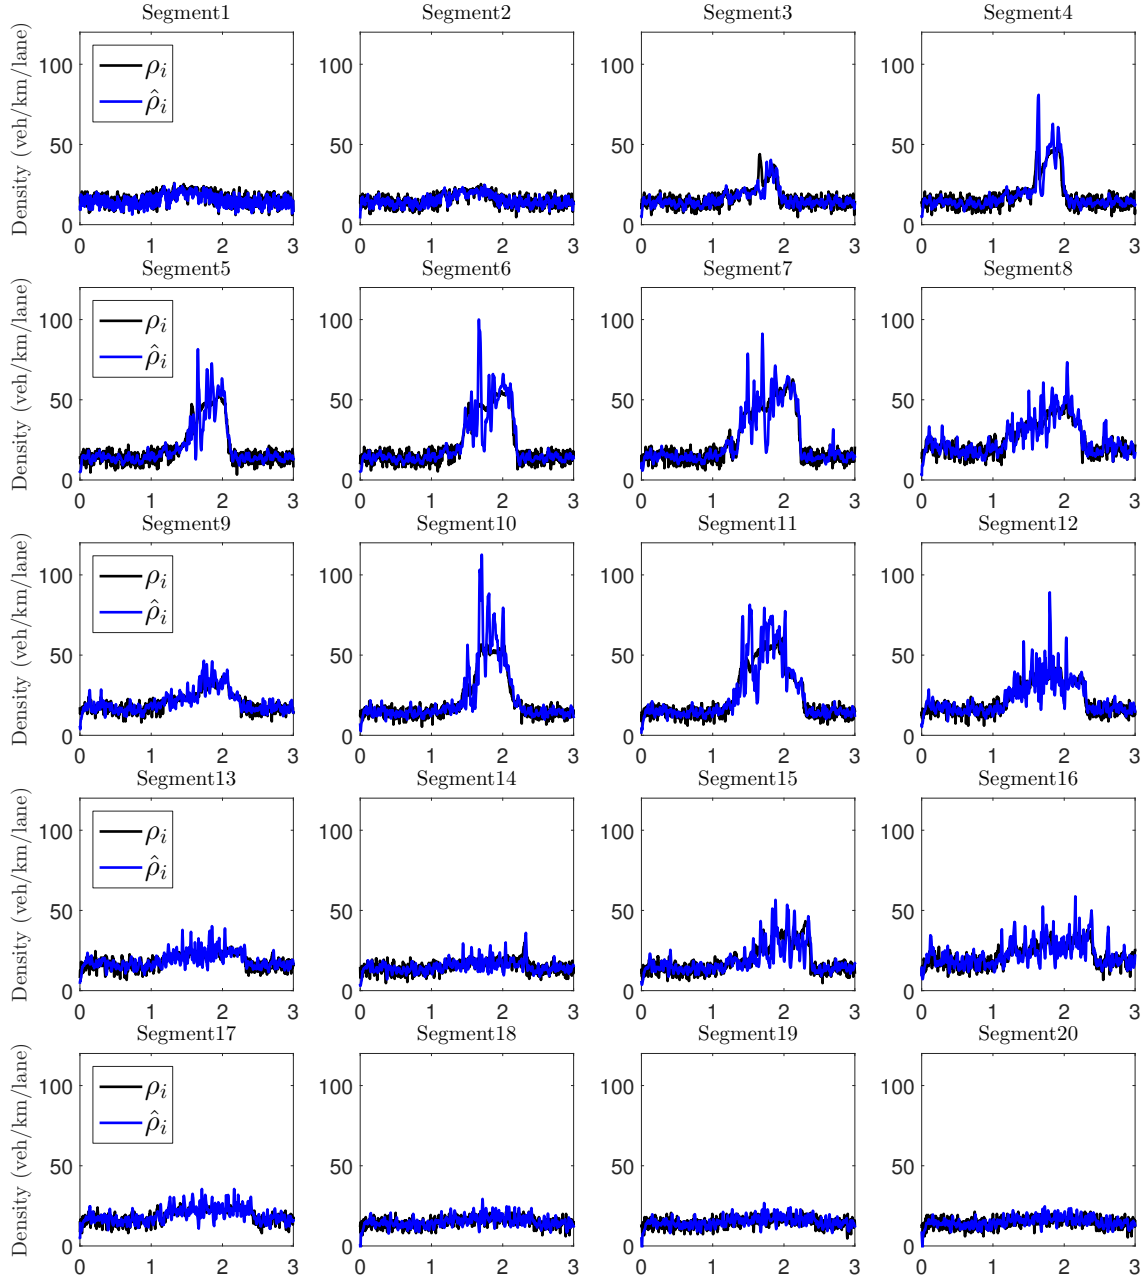 Segment1 Segment2 Segment3 Segment4
Density (veh/km/lane)
100
50
0
ρᵢ
ρ̂ᵢ
100
50
0
100
50
0
100
50
0
0 1 2 3 0 1 2 3 0 1 2 3 0 1 2 3
Segment5 Segment6 Segment7 Segment8
Density (veh/km/lane)
100
50
0
ρᵢ
ρ̂ᵢ
100
50
0
100
50
0
100
50
0
0 1 2 3 0 1 2 3 0 1 2 3 0 1 2 3
Segment9 Segment10 Segment11 Segment12
Density (veh/km/lane)
100
50
0
ρᵢ
ρ̂ᵢ
100
50
0
100
50
0
100
50
0
0 1 2 3 0 1 2 3 0 1 2 3 0 1 2 3
Segment13 Segment14 Segment15 Segment16
Density (veh/km/lane)
100
50
0
ρᵢ
ρ̂ᵢ
100
50
0
100
50
0
100
50
0
0 1 2 3 0 1 2 3 0 1 2 3 0 1 2 3
Segment17 Segment18 Segment19 Segment20
Density (veh/km/lane)
100
50
0
ρᵢ
ρ̂ᵢ
100
50
0
100
50
0
100
50
0
0 1 2 3 0 1 2 3 0 1 2 3 0 1 2 3